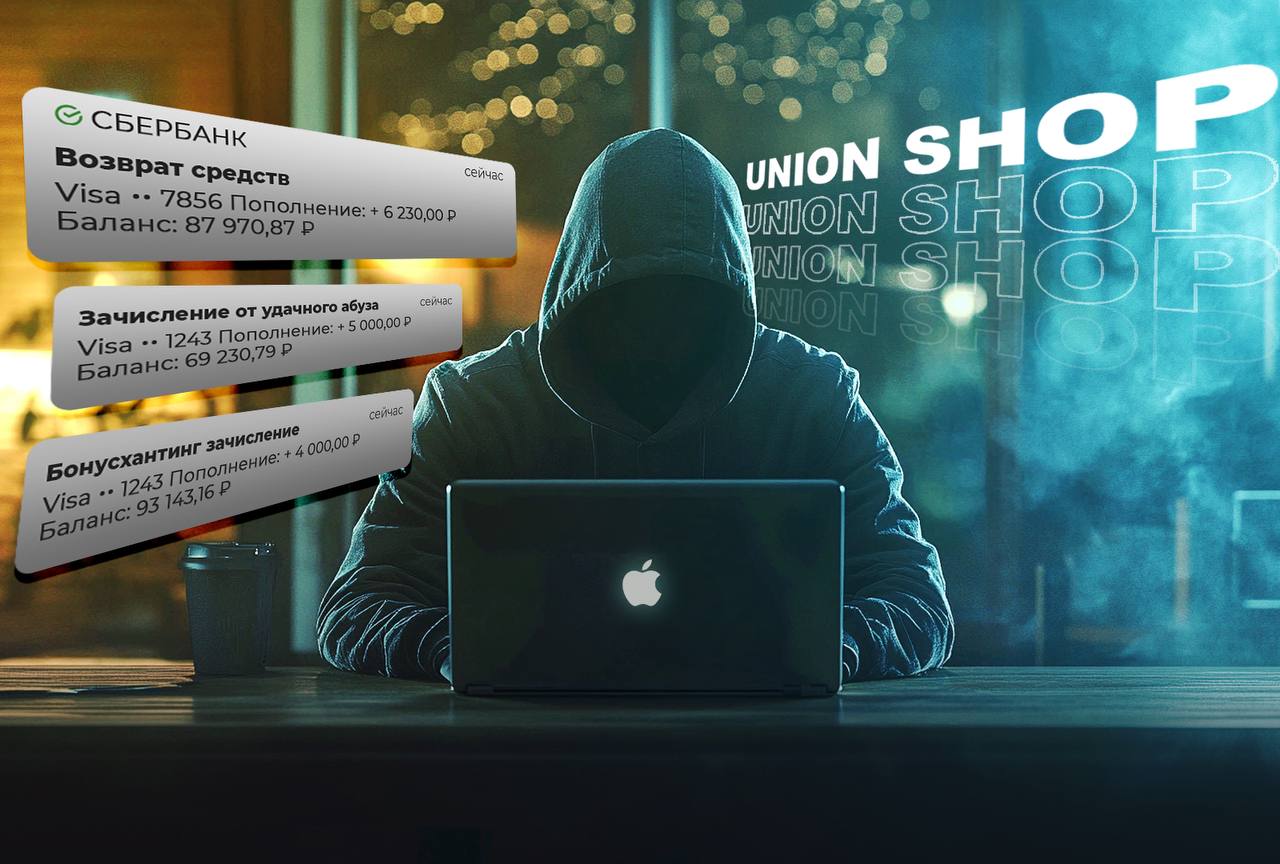 СБЕРБАНК
Возврат средств
сейчас
Visa •• 7856 Пополнение: + 6 230,00 ₽
Баланс: 87 970,87 ₽
Зачисление от удачного абуза
сейчас
Visa •• 1243 Пополнение: + 5 000,00 ₽
Баланс: 69 230,79 ₽
Бонусхантинг зачисление
сейчас
Visa •• 1243 Пополнение: + 4 000,00 ₽
Баланс: 93 143,16 ₽
UNION SHOP
UNION SHOP
UNION SHOP
UNION SHOP